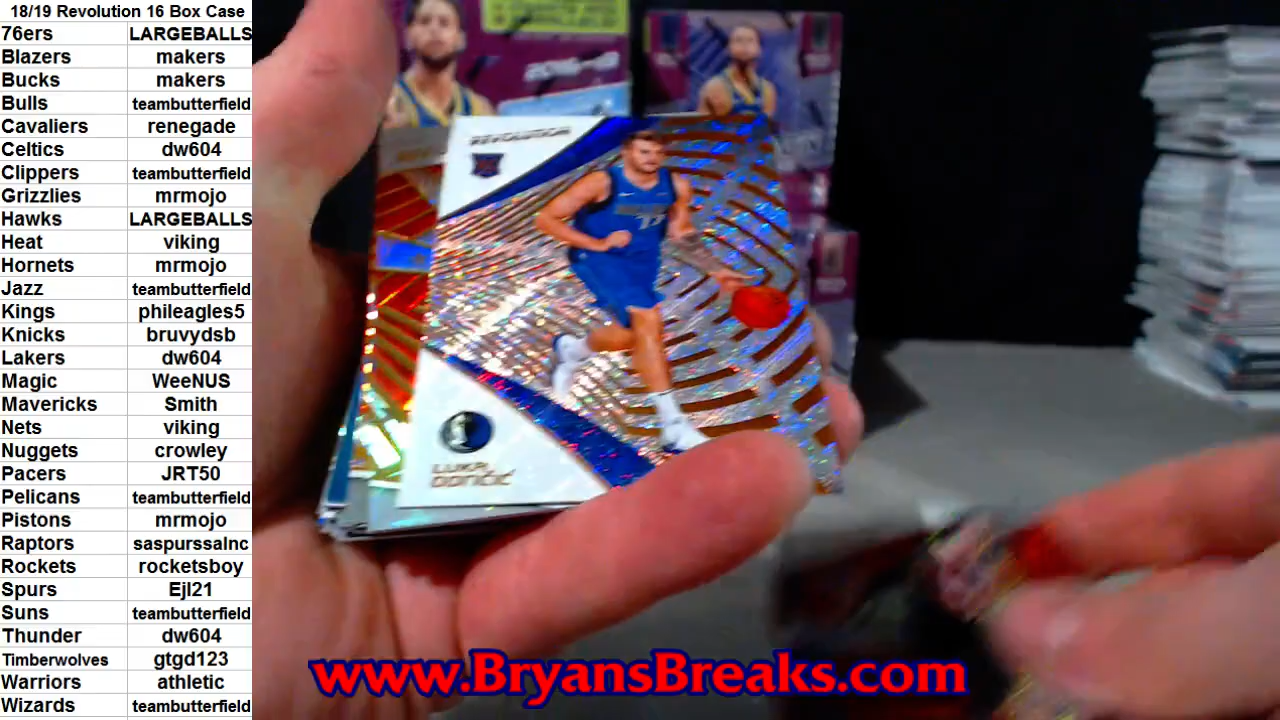 18/19 Revolution 16 Box Case
76ers LARGEBALLS
Blazers makers
Bucks makers
Bulls teambutterfield
Cavaliers renegade
Celtics dw604
Clippers teambutterfield
Grizzlies mrmojo
Hawks LARGEBALLS
Heat viking
Hornets mrmojo
Jazz teambutterfield
Kings phileagles5
Knicks bruvydsb
Lakers dw604
Magic WeeNUS
Mavericks Smith
Nets viking
Nuggets crowley
Pacers JRT50
Pelicans teambutterfield
Pistons mrmojo
Raptors saspurssalnc
Rockets rocketsboy
Spurs Ejl21
Suns teambutterfield
Thunder dw604
Timberwolves gtgd123
Warriors athletic
Wizards teambutterfield
2018-19
REVOLUTION
LUKA
DONČIĆ
www.BryansBreaks.com